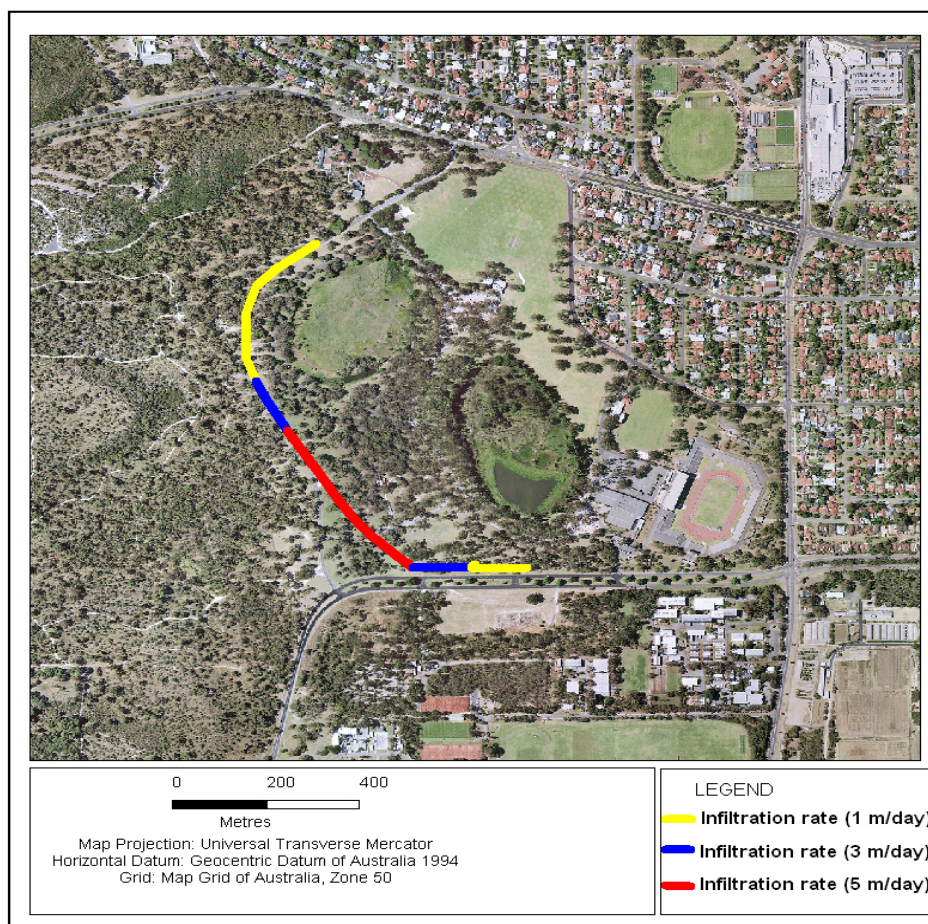 0 200 400
Metres
Map Projection: Universal Transverse Mercator
Horizontal Datum: Geocentric Datum of Australia 1994
Grid: Map Grid of Australia, Zone 50
LEGEND
Infiltration rate (1 m/day)
Infiltration rate (3 m/day)
Infiltration rate (5 m/day)